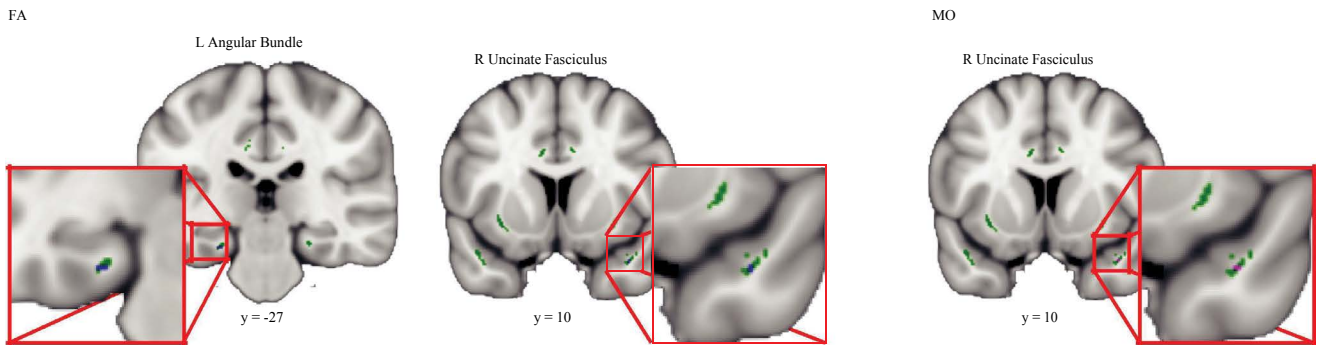 FA
MO
L Angular Bundle
R Uncinate Fasciculus
R Uncinate Fasciculus
y = -27
y = 10
y = 10